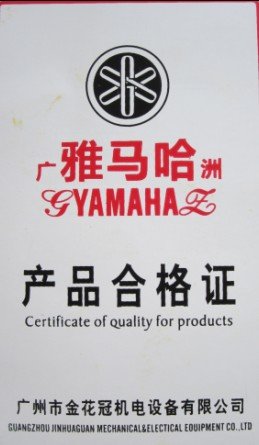 广雅马哈洲
GYAMAHAZ
产品合格证
Certificate of quality for products
广州市金花冠机电设备有限公司
GUANGZHOU JINHUAGUAN MECHANICAL&ELECTICAL EQUIPMENT CO.,LTD